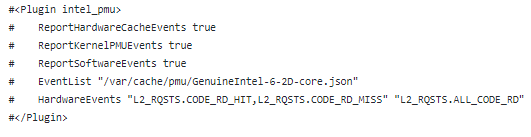 #<Plugin intel_pmu>
#    ReportHardwareCacheEvents true
#    ReportKernelPMUEvents true
#    ReportSoftwareEvents true
#    EventList "/var/cache/pmu/GenuineIntel-6-2D-core.json"
#    HardwareEvents "L2_RQSTS.CODE_RD_HIT,L2_RQSTS.CODE_RD_MISS" "L2_RQSTS.ALL_CODE_RD"
#</Plugin>